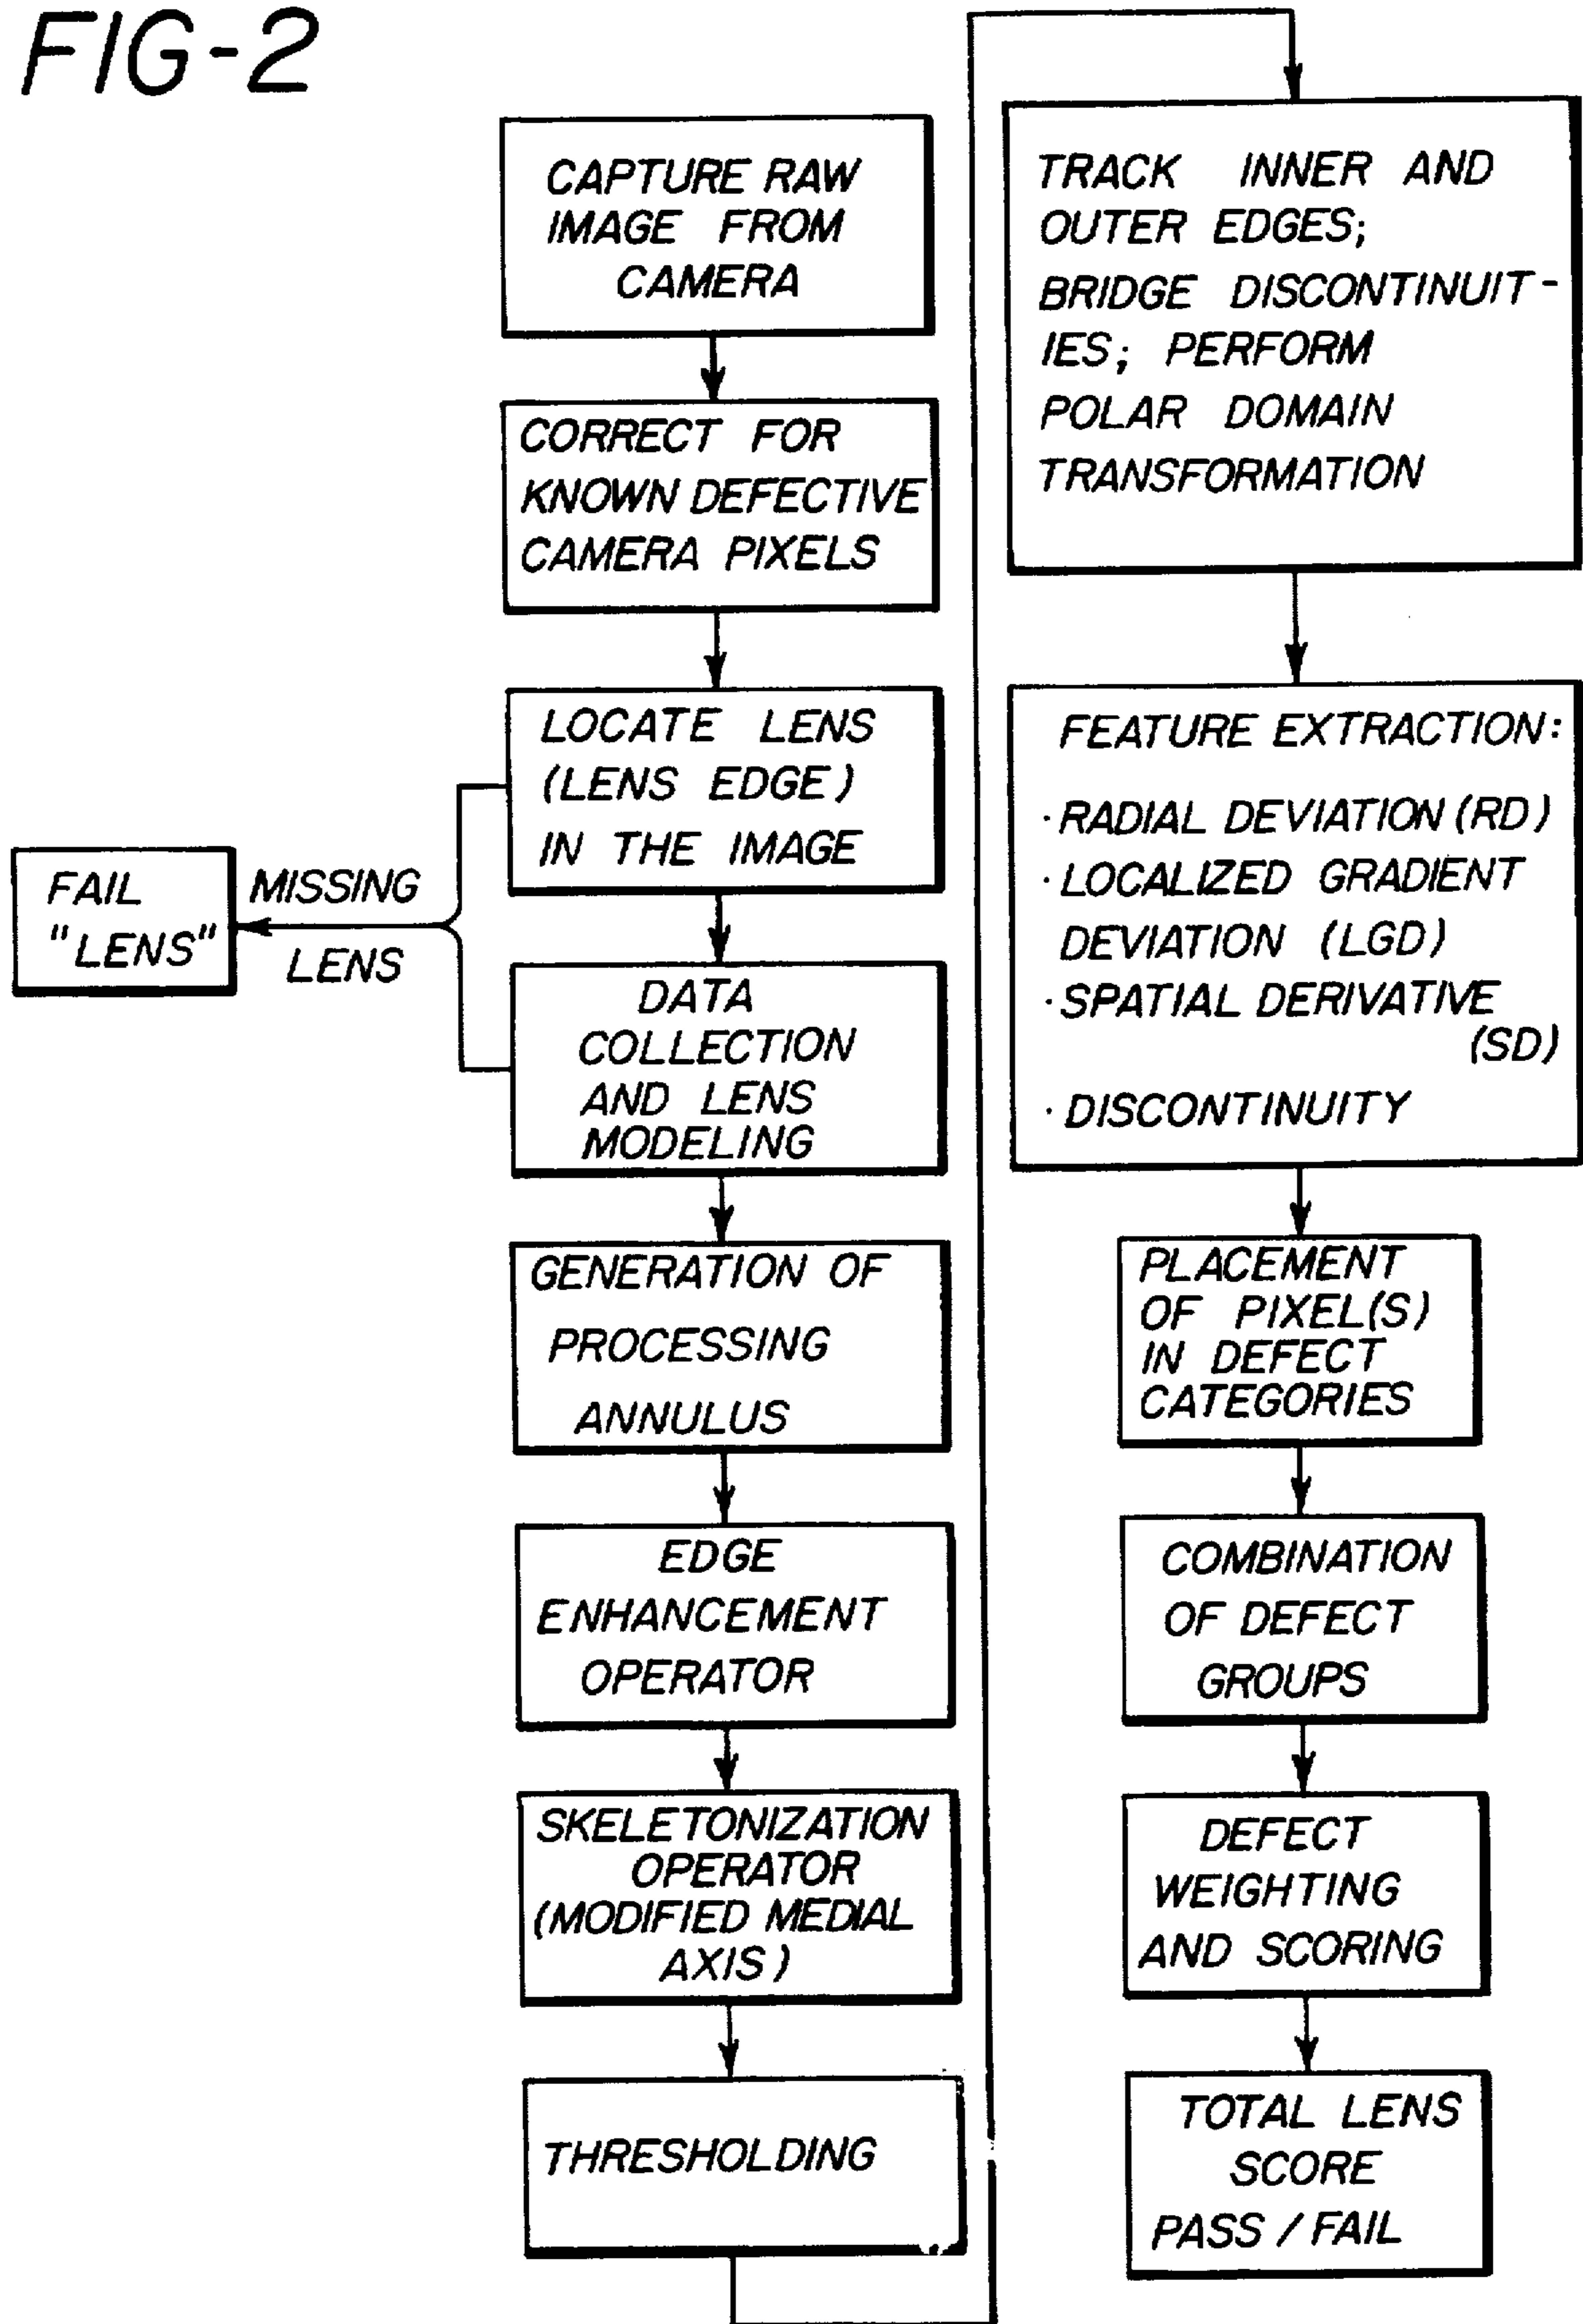 FIG-2
CAPTURE RAW
IMAGE FROM
CAMERA
CORRECT FOR
KNOWN DEFECTIVE
CAMERA PIXELS
LOCATE LENS
(LENS EDGE)
IN THE IMAGE
FAIL
"LENS"
MISSING
LENS
DATA
COLLECTION
AND LENS
MODELING
GENERATION OF
PROCESSING
ANNULUS
EDGE
ENHANCEMENT
OPERATOR
SKELETONIZATION
OPERATOR
(MODIFIED MEDIAL
AXIS)
THRESHOLDING
TRACK INNER AND
OUTER EDGES;
BRIDGE DISCONTINUIT-
IES; PERFORM
POLAR DOMAIN
TRANSFORMATION
FEATURE EXTRACTION:
· RADIAL DEVIATION (RD)
· LOCALIZED GRADIENT
DEVIATION (LGD)
· SPATIAL DERIVATIVE
(SD)
· DISCONTINUITY
PLACEMENT
OF PIXEL(S)
IN DEFECT
CATEGORIES
COMBINATION
OF DEFECT
GROUPS
DEFECT
WEIGHTING
AND SCORING
TOTAL LENS
SCORE
PASS / FAIL